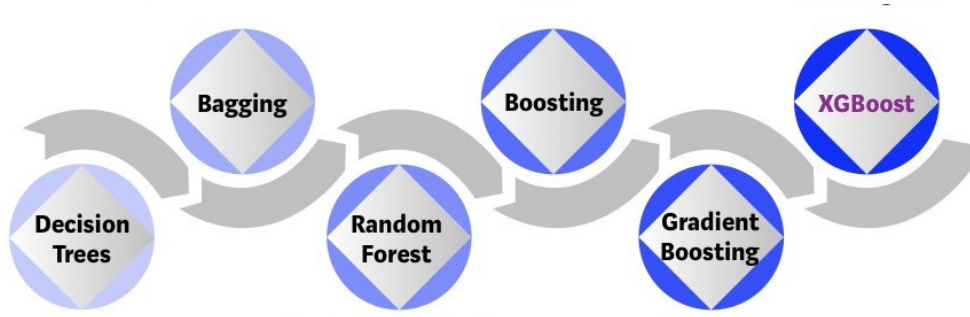 Decision
Trees
Bagging
Random
Forest
Boosting
Gradient
Boosting
XGBoost